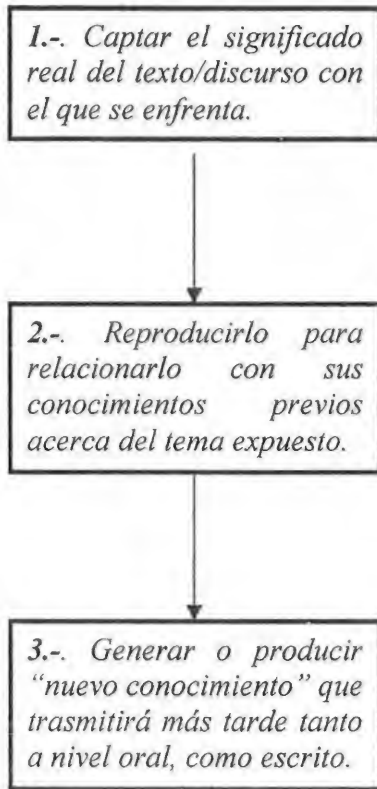 1.-. Captar el significado
real del texto/discurso con
el que se enfrenta.
2.-. Reproducirlo para
relacionarlo con sus
conocimientos previos
acerca del tema expuesto.
3.-. Generar o producir
“nuevo conocimiento” que
trasmitirá más tarde tanto
a nivel oral, como escrito.